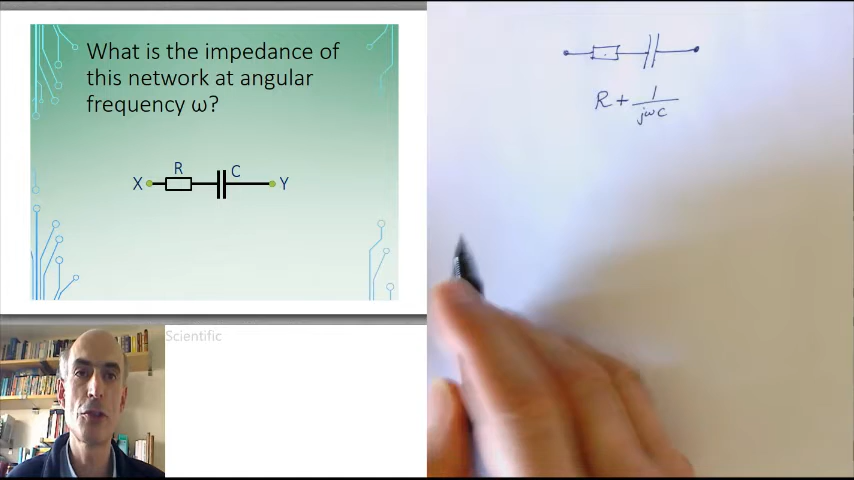 What is the impedance of
this network at angular
frequency ω?
R
C
X
Y
R + 1/jωc
Scientific